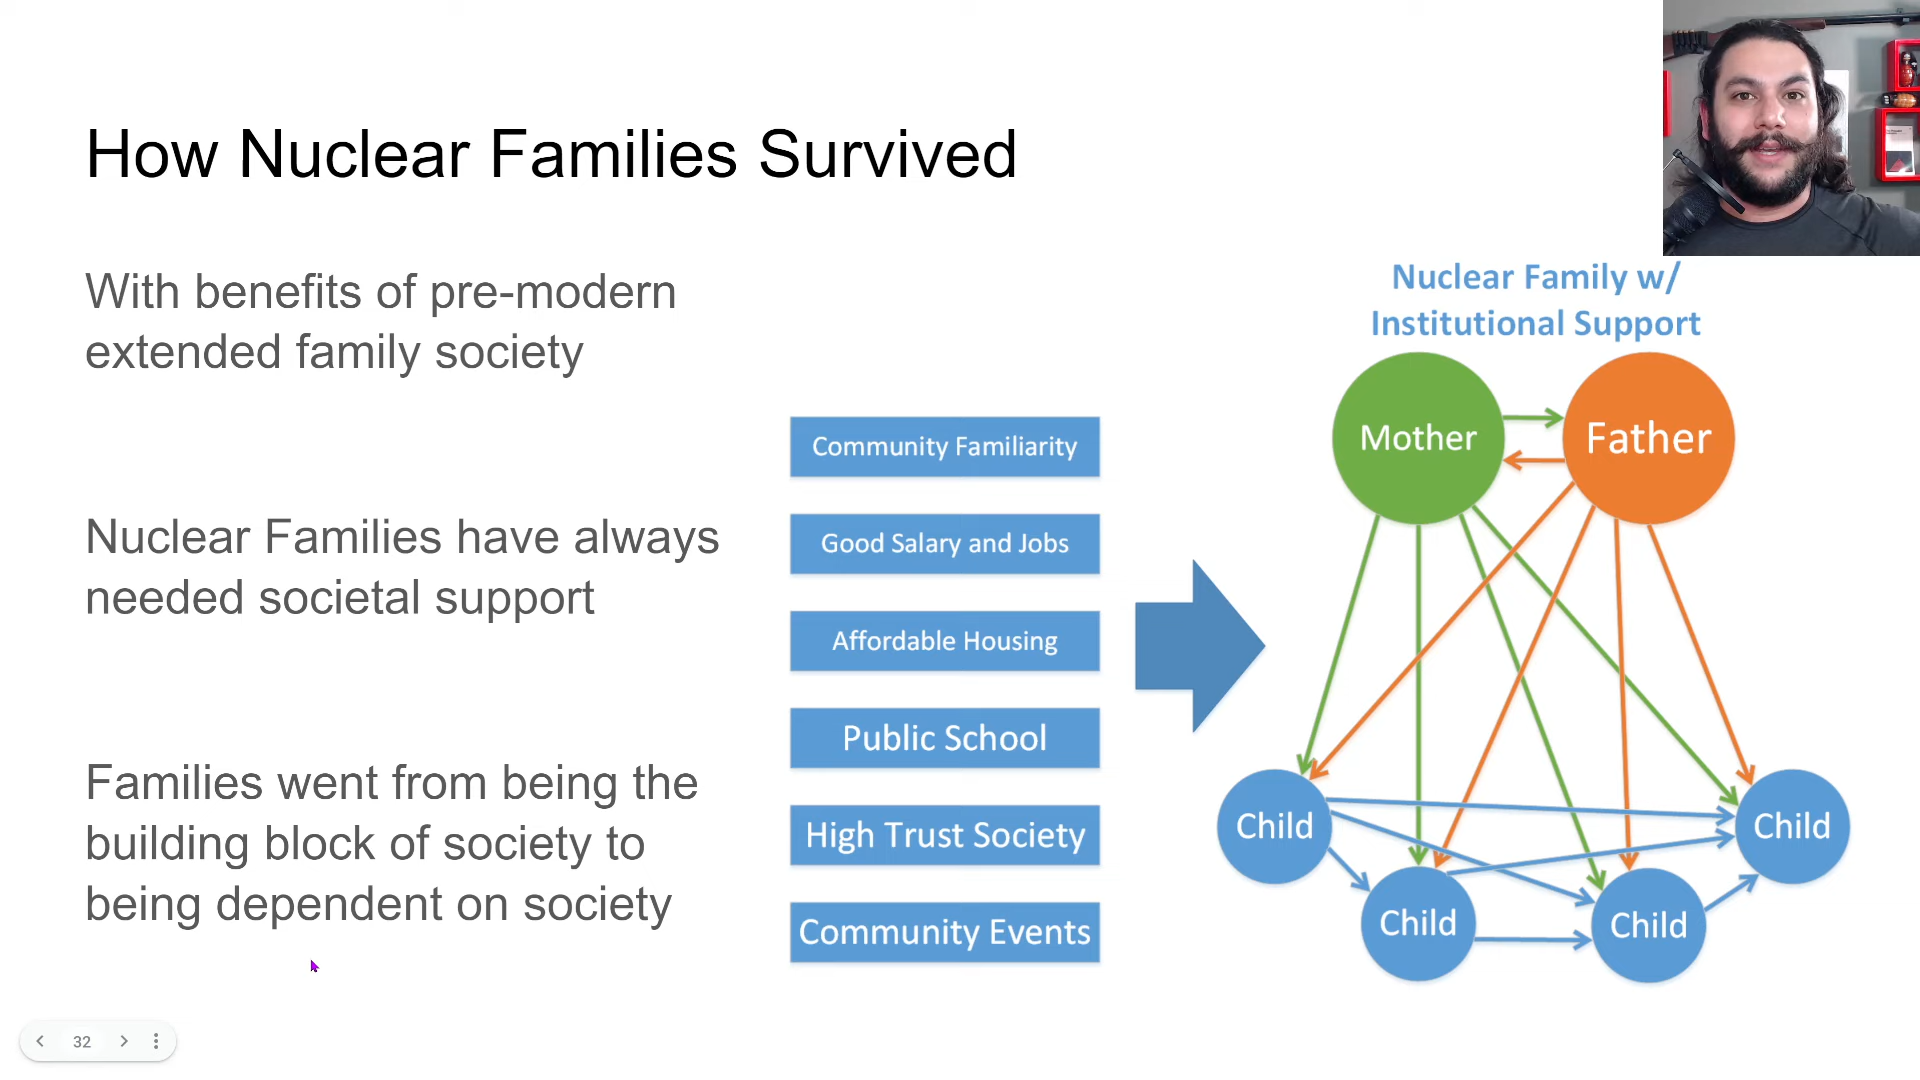 How Nuclear Families Survived
With benefits of pre-modern
extended family society
Nuclear Families have always
needed societal support
Families went from being the
building block of society to
being dependent on society
Community Familiarity
Good Salary and Jobs
Affordable Housing
Public School
High Trust Society
Community Events
Nuclear Family w/
Institutional Support
Mother
Father
Child
Child
Child
Child
32